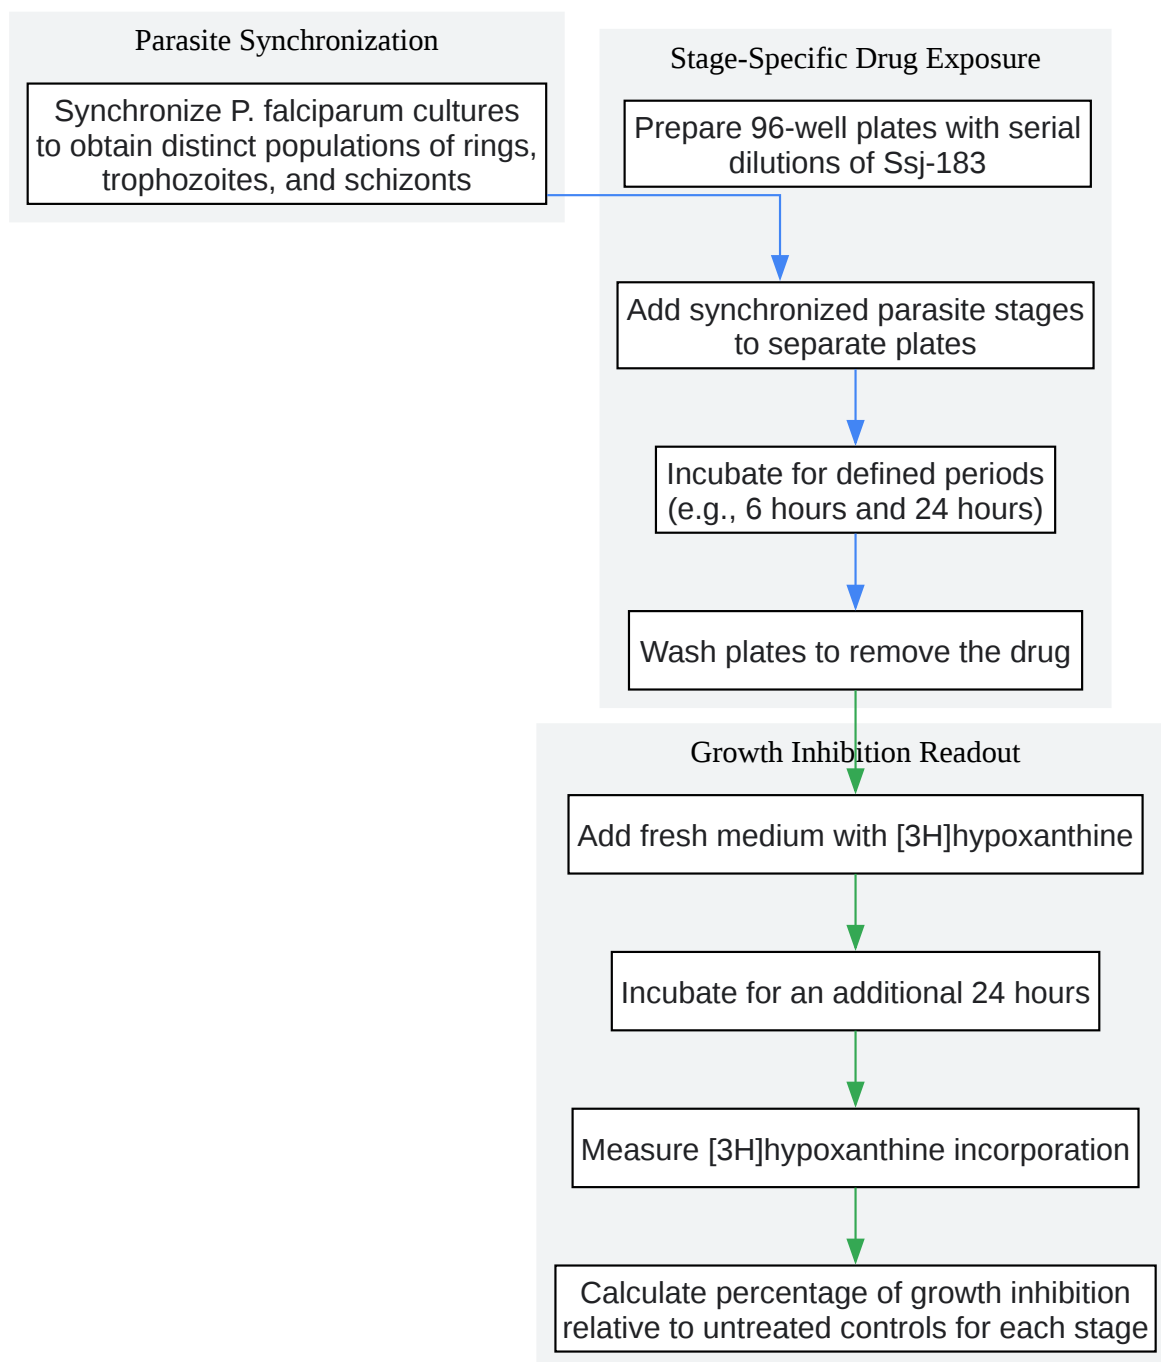 Parasite Synchronization
Synchronize P. falciparum cultures
to obtain distinct populations of rings,
trophozoites, and schizonts
Stage-Specific Drug Exposure
Prepare 96-well plates with serial
dilutions of Ssj-183
Add synchronized parasite stages
to separate plates
Incubate for defined periods
(e.g., 6 hours and 24 hours)
Wash plates to remove the drug
Growth Inhibition Readout
Add fresh medium with [3H]hypoxanthine
Incubate for an additional 24 hours
Measure [3H]hypoxanthine incorporation
Calculate percentage of growth inhibition
relative to untreated controls for each stage